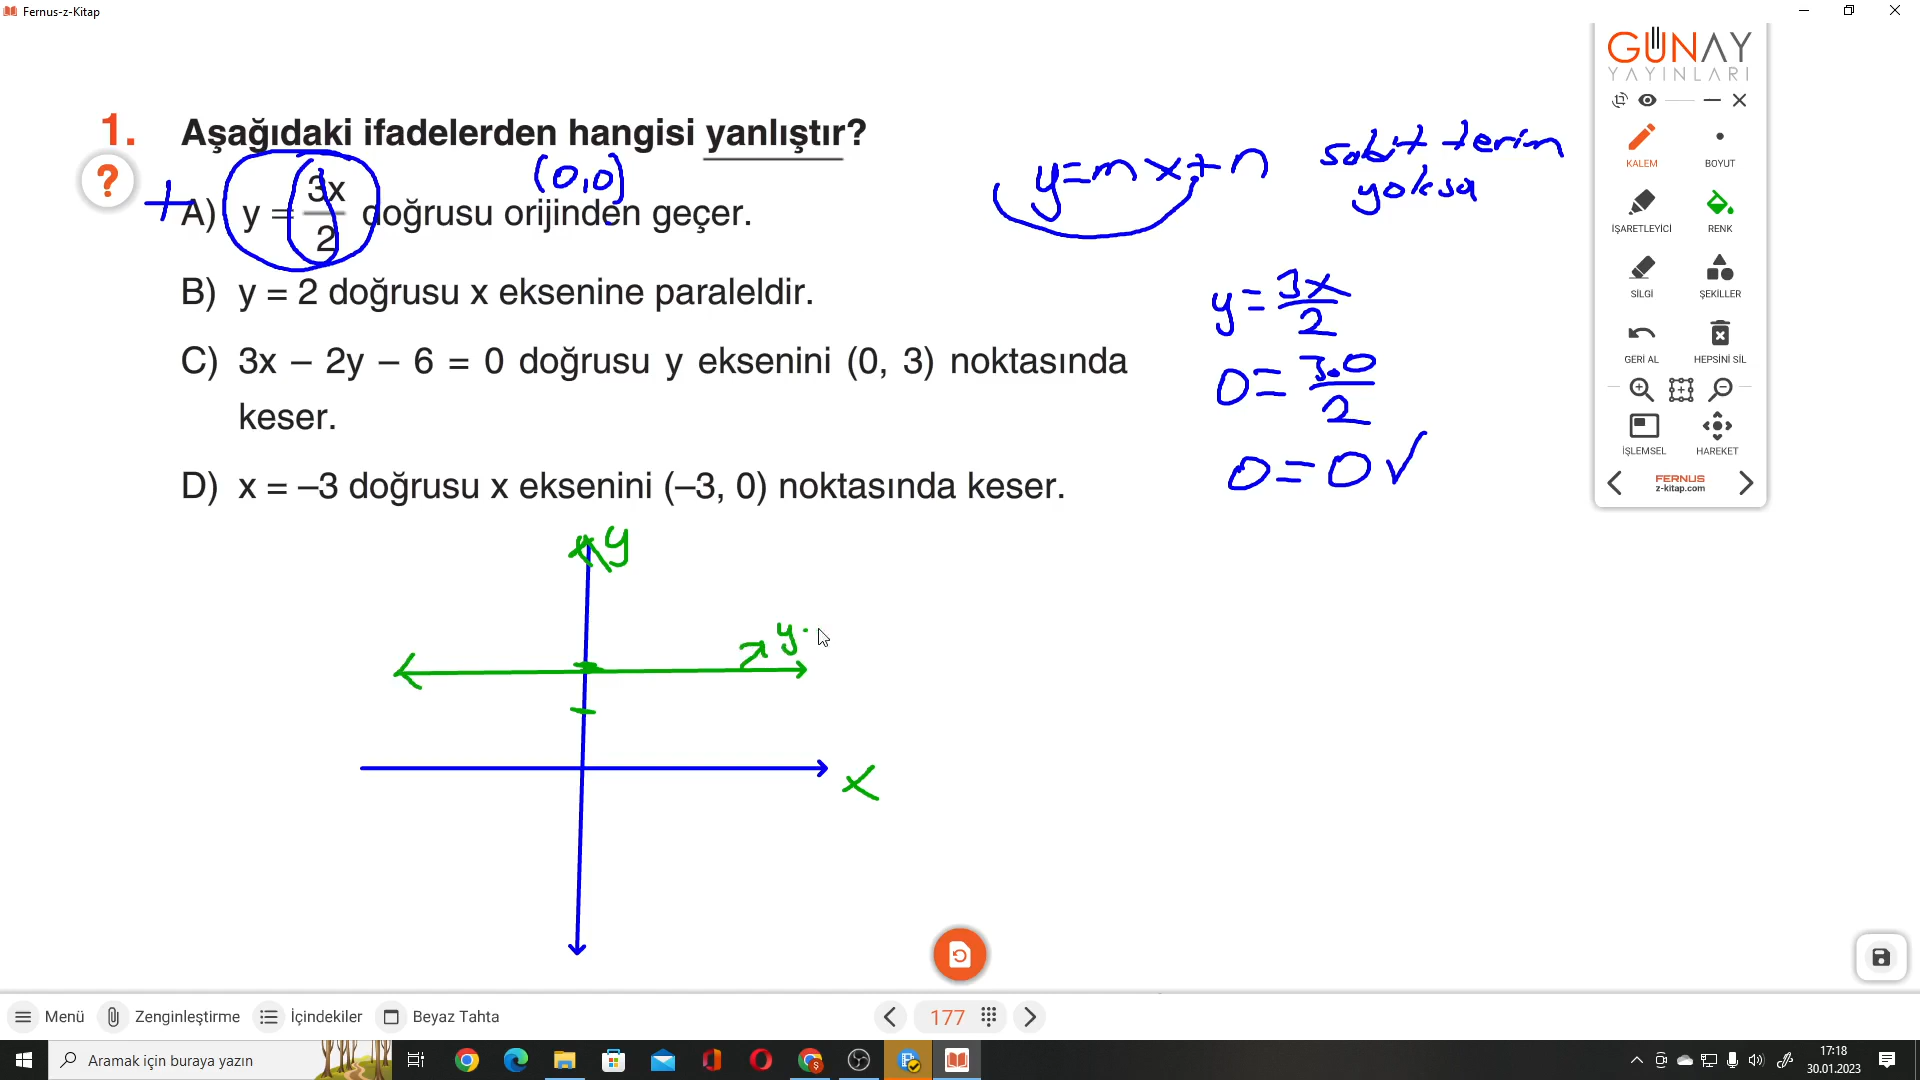 Fernus-z-Kitap
GÜNAY
YAYINLARI
1. Aşağıdaki ifadelerden hangisi yanlıştır?
?
(0,0)
y=mx+n
sabit terim
yoksa
+
A) y = 3x/2 doğrusu orijinden geçer.
B) y = 2 doğrusu x eksenine paraleldir.
C) 3x – 2y – 6 = 0 doğrusu y eksenini (0, 3) noktasında
keser.
D) x = –3 doğrusu x eksenini (–3, 0) noktasında keser.
y=3x/2
0=3.0/2
0=0✓
y
y
x
KALEM
BOYUT
İŞARETLEYİCİ
RENK
SİLGİ
ŞEKİLLER
GERİ AL
HEPSİNİ SİL
İŞLEMSEL
HAREKET
FERNUS
z-kitap.com
Menü
Zenginleştirme
İçindekiler
Beyaz Tahta
177
Aramak için buraya yazın
17:18
30.01.2023